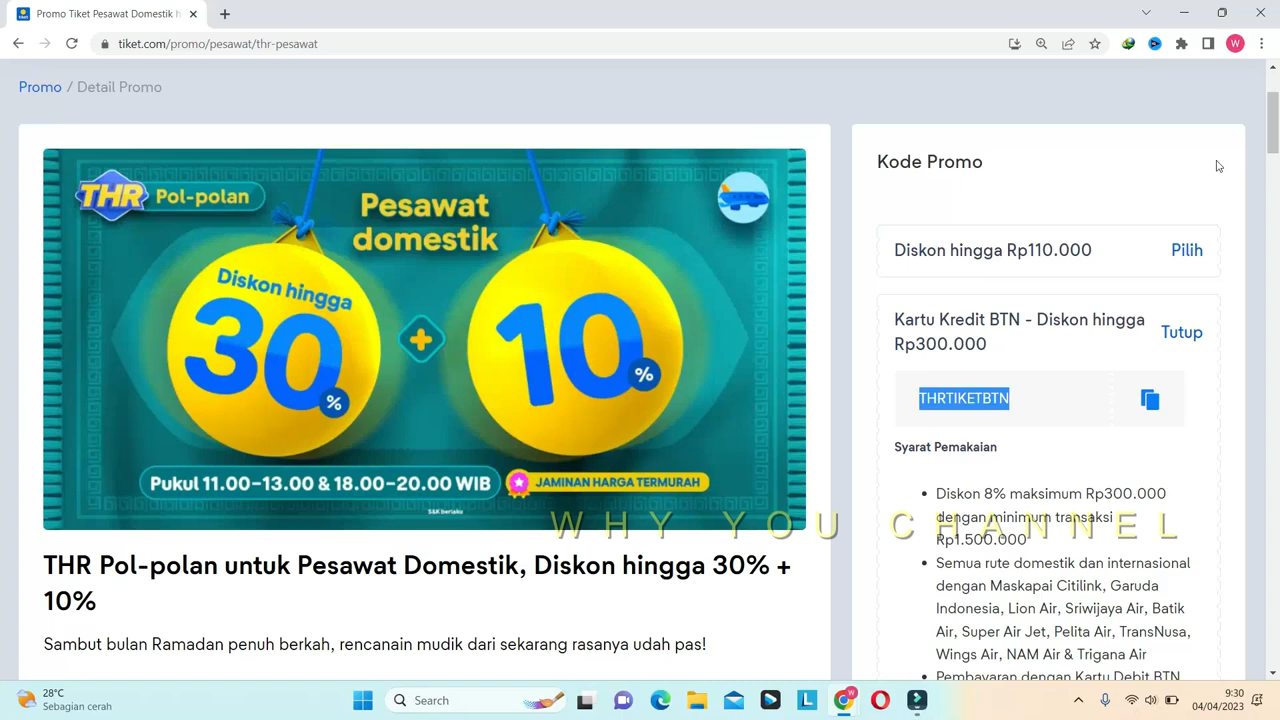 Promo Tiket Pesawat Domestik h
tiket.com/promo/pesawat/thr-pesawat
W
Promo / Detail Promo
THR Pol-polan
Pesawat
domestik
Diskon hingga
30%
+
10%
Pukul 11.00-13.00 & 18.00-20.00 WIB
JAMINAN HARGA TERMURAH
S&K berlaku
THR Pol-polan untuk Pesawat Domestik, Diskon hingga 30% +
10%
Sambut bulan Ramadan penuh berkah, rencanain mudik dari sekarang rasanya udah pas!
Kode Promo
Diskon hingga Rp110.000
Pilih
Kartu Kredit BTN - Diskon hingga
Rp300.000
Tutup
THRTIKETBTN
Syarat Pemakaian
• Diskon 8% maksimum Rp300.000
dengan minimum transaksi
Rp1.500.000
• Semua rute domestik dan internasional
dengan Maskapai Citilink, Garuda
Indonesia, Lion Air, Sriwijaya Air, Batik
Air, Super Air Jet, Pelita Air, TransNusa,
Wings Air, NAM Air & Trigana Air
• Pembayaran dengan Kartu Debit BTN
WHY YOU CHANNEL
28°C
Sebagian cerah
Search
9:30
04/04/2023